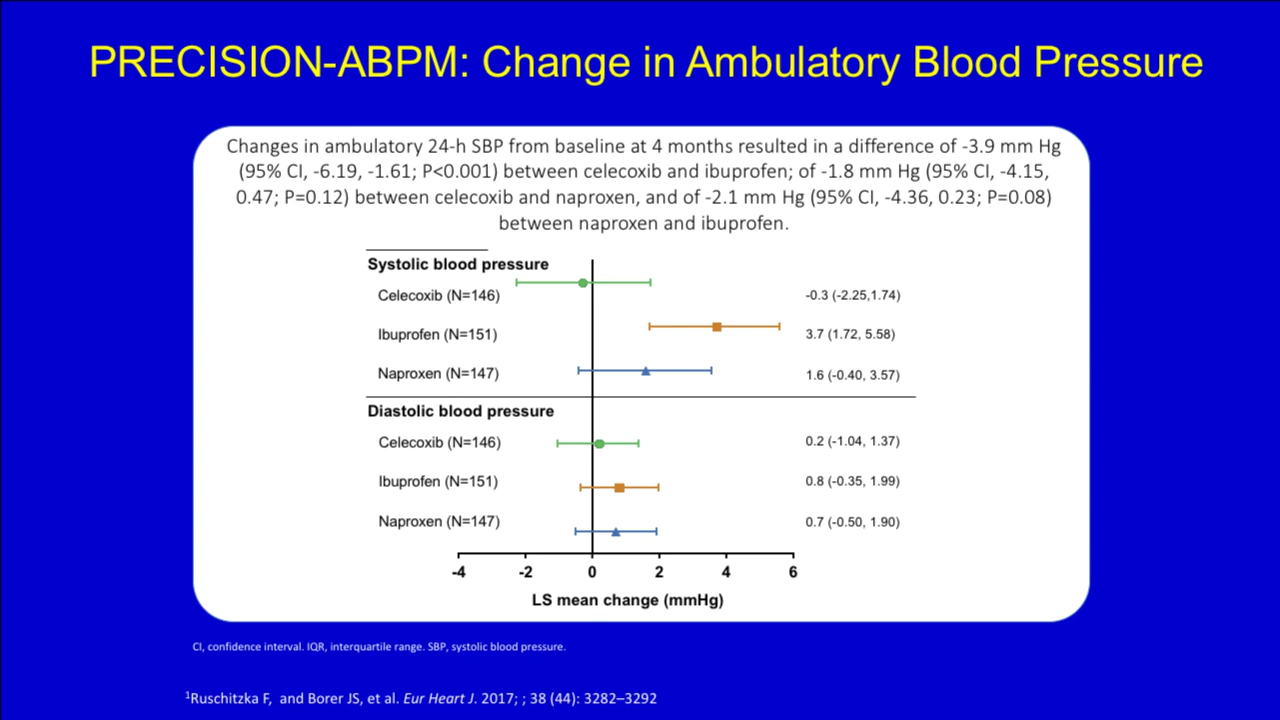 PRECISION-ABPM: Change in Ambulatory Blood Pressure
Changes in ambulatory 24-h SBP from baseline at 4 months resulted in a difference of -3.9 mm Hg
(95% CI, -6.19, -1.61; P<0.001) between celecoxib and ibuprofen; of -1.8 mm Hg (95% CI, -4.15,
0.47; P=0.12) between celecoxib and naproxen, and of -2.1 mm Hg (95% CI, -4.36, 0.23; P=0.08)
between naproxen and ibuprofen.
Systolic blood pressure
Celecoxib (N=146) -0.3 (-2.25,1.74)
Ibuprofen (N=151) 3.7 (1.72, 5.58)
Naproxen (N=147) 1.6 (-0.40, 3.57)
Diastolic blood pressure
Celecoxib (N=146) 0.2 (-1.04, 1.37)
Ibuprofen (N=151) 0.8 (-0.35, 1.99)
Naproxen (N=147) 0.7 (-0.50, 1.90)
-4 -2 0 2 4 6
LS mean change (mmHg)
CI, confidence interval. IQR, interquartile range. SBP, systolic blood pressure.
¹Ruschitzka F, and Borer JS, et al. Eur Heart J. 2017; ; 38 (44): 3282–3292